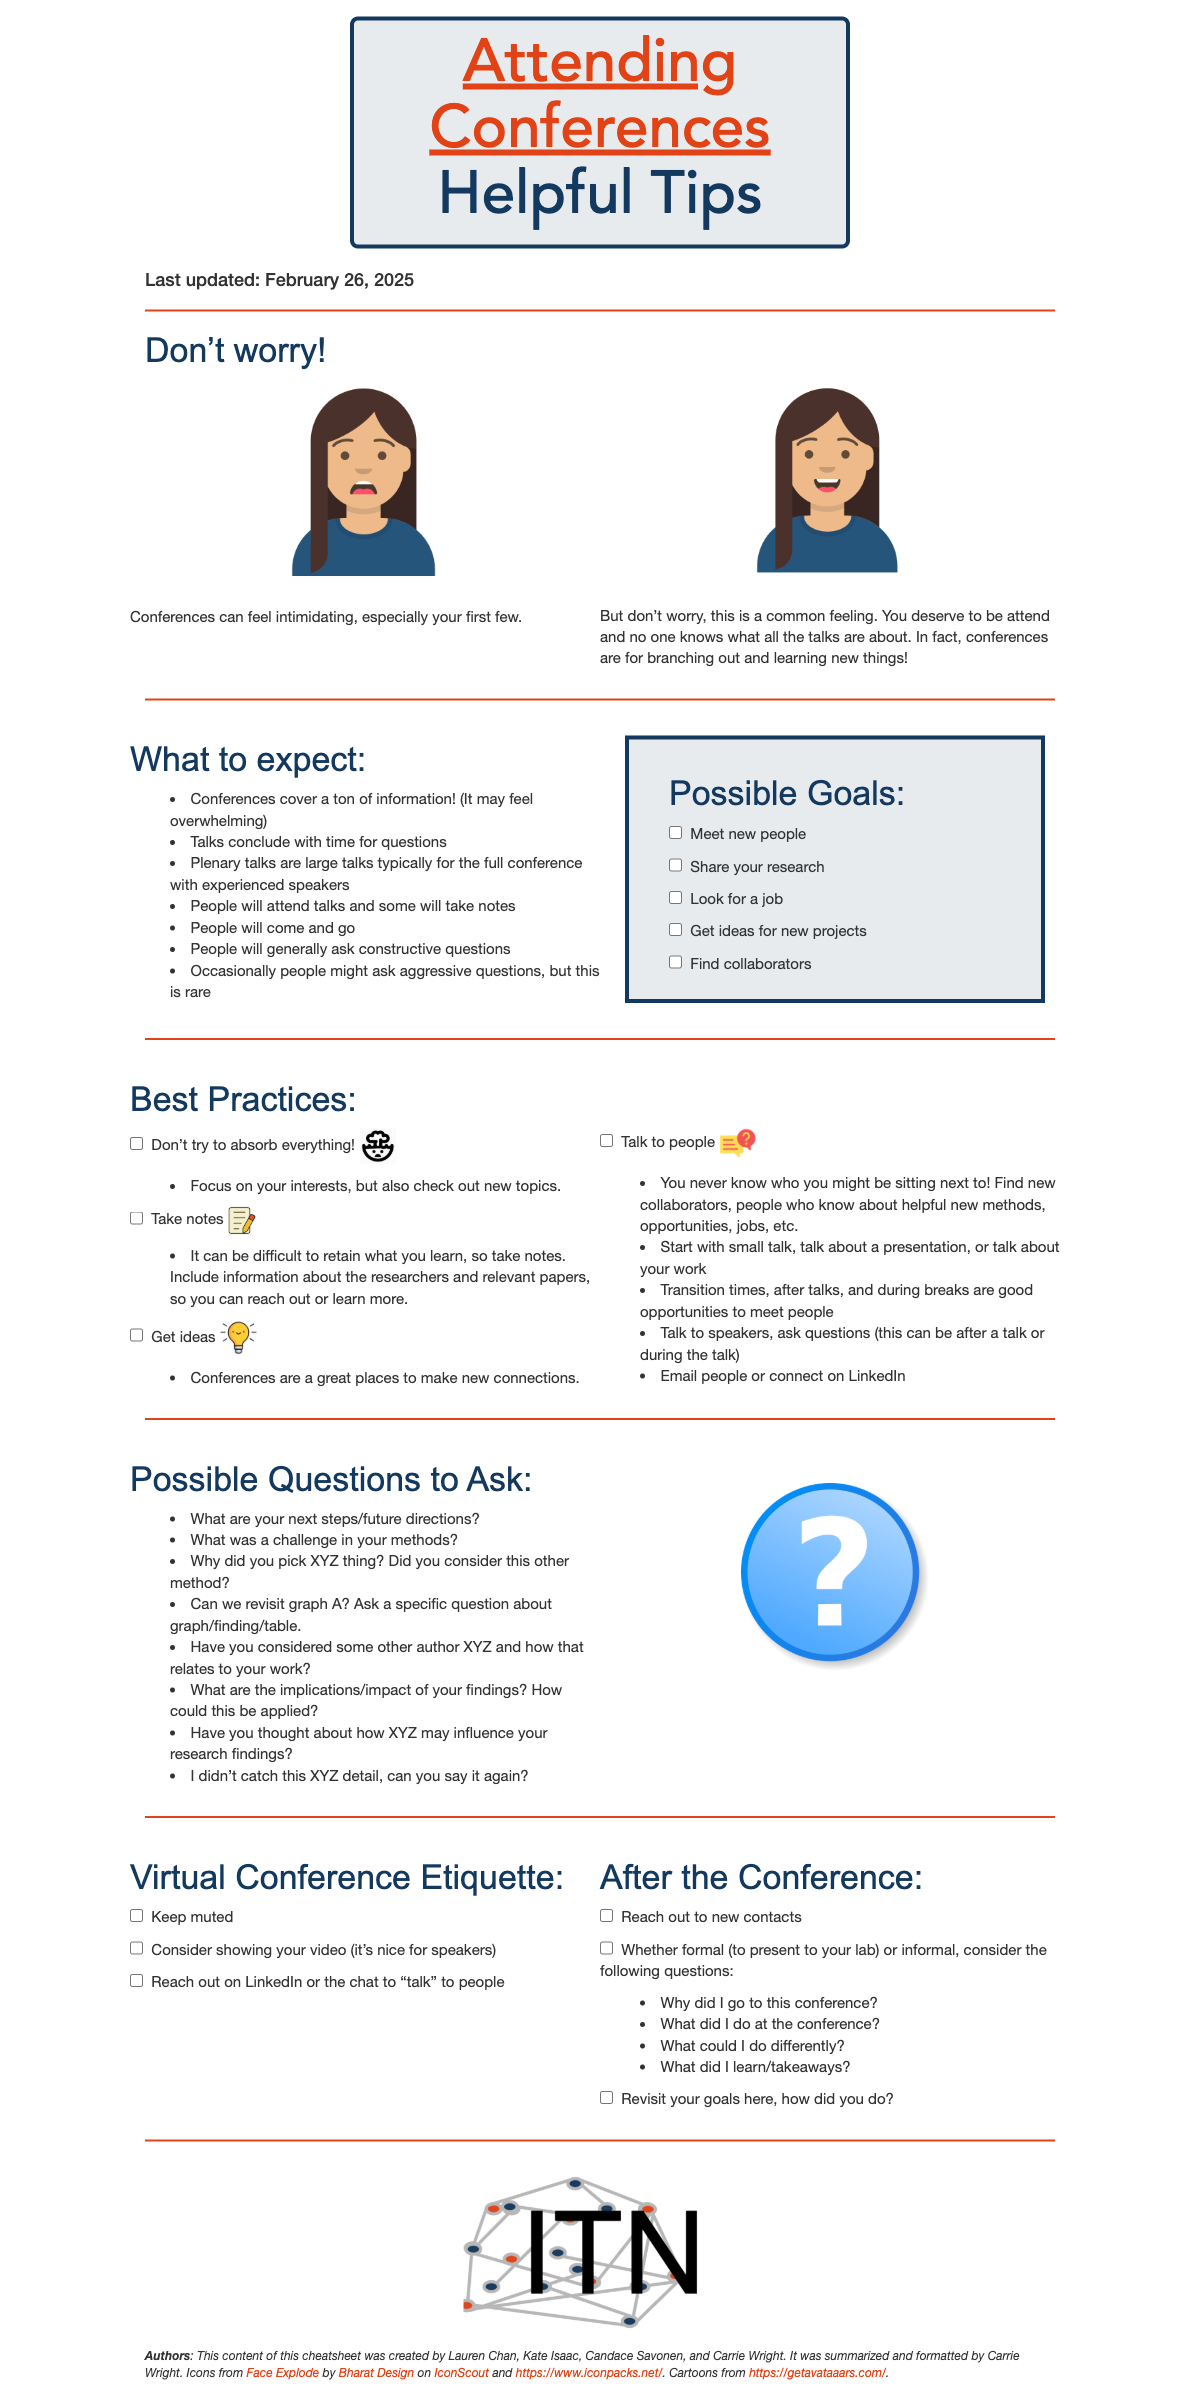 Attending
Conferences
Helpful Tips
Last updated: February 26, 2025
Don’t worry!
Conferences can feel intimidating, especially your first few.
But don’t worry, this is a common feeling. You deserve to be attend
and no one knows what all the talks are about. In fact, conferences
are for branching out and learning new things!
What to expect:
• Conferences cover a ton of information! (It may feel
overwhelming)
• Talks conclude with time for questions
• Plenary talks are large talks typically for the full conference
with experienced speakers
• People will attend talks and some will take notes
• People will come and go
• People will generally ask constructive questions
• Occasionally people might ask aggressive questions, but this
is rare
Possible Goals:
Meet new people
Share your research
Look for a job
Get ideas for new projects
Find collaborators
Best Practices:
Don’t try to absorb everything!
• Focus on your interests, but also check out new topics.
Take notes
• It can be difficult to retain what you learn, so take notes.
Include information about the researchers and relevant papers,
so you can reach out or learn more.
Get ideas
• Conferences are a great places to make new connections.
Talk to people
?
• You never know who you might be sitting next to! Find new
collaborators, people who know about helpful new methods,
opportunities, jobs, etc.
• Start with small talk, talk about a presentation, or talk about
your work
• Transition times, after talks, and during breaks are good
opportunities to meet people
• Talk to speakers, ask questions (this can be after a talk or
during the talk)
• Email people or connect on LinkedIn
Possible Questions to Ask:
• What are your next steps/future directions?
• What was a challenge in your methods?
• Why did you pick XYZ thing? Did you consider this other
method?
• Can we revisit graph A? Ask a specific question about
graph/finding/table.
• Have you considered some other author XYZ and how that
relates to your work?
• What are the implications/impact of your findings? How
could this be applied?
• Have you thought about how XYZ may influence your
research findings?
• I didn’t catch this XYZ detail, can you say it again?
?
Virtual Conference Etiquette:
Keep muted
Consider showing your video (it’s nice for speakers)
Reach out on LinkedIn or the chat to “talk” to people
After the Conference:
Reach out to new contacts
Whether formal (to present to your lab) or informal, consider the
following questions:
• Why did I go to this conference?
• What did I do at the conference?
• What could I do differently?
• What did I learn/takeaways?
Revisit your goals here, how did you do?
ITN
Authors: This content of this cheatsheet was created by Lauren Chan, Kate Isaac, Candace Savonen, and Carrie Wright. It was summarized and formatted by Carrie
Wright. Icons from Face Explode by Bharat Design on IconScout and https://www.iconpacks.net/. Cartoons from https://getavataaars.com/.